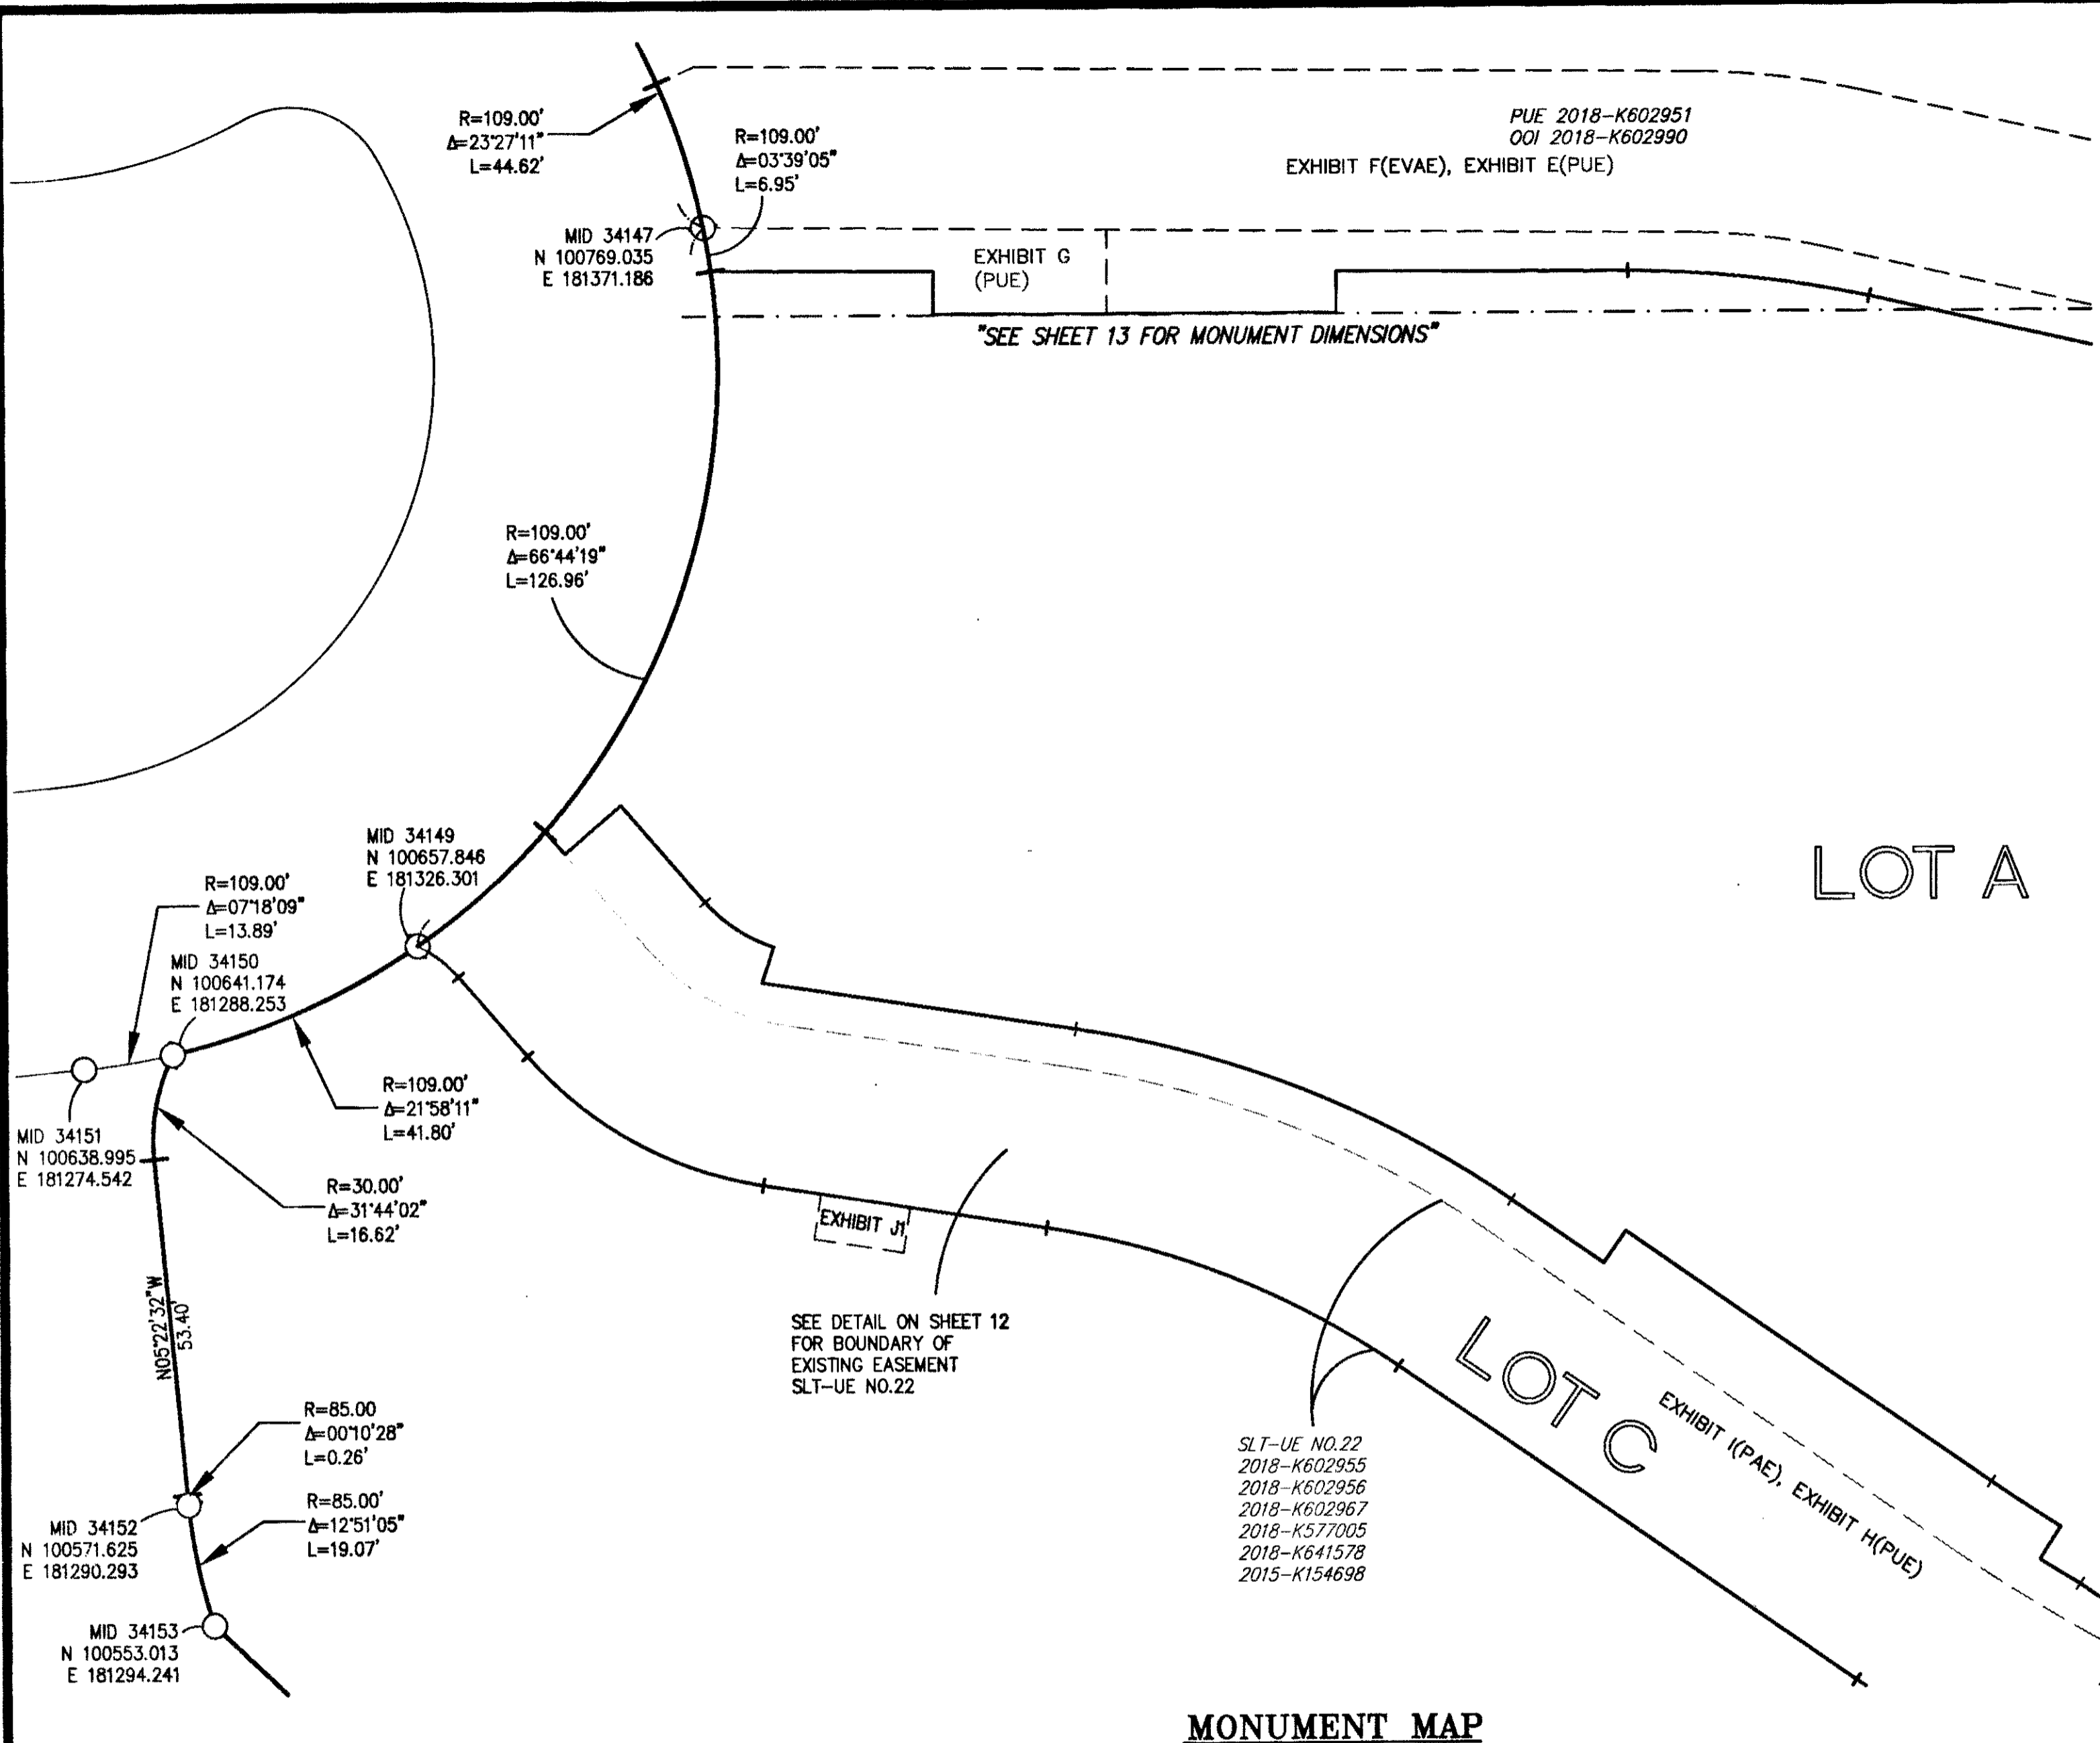 R=109.00'
Δ=23°27'11"
L=44.62'
R=109.00'
Δ=03°39'05"
L=6.95'
PUE 2018-K602951
OOI 2018-K602990
EXHIBIT F(EVAE), EXHIBIT E(PUE)
MID 34147
N 100769.035
E 181371.186
EXHIBIT G
(PUE)
"SEE SHEET 13 FOR MONUMENT DIMENSIONS"
R=109.00'
Δ=66°44'19"
L=126.96'
MID 34149
N 100657.846
E 181326.301
LOT A
R=109.00'
Δ=07°18'09"
L=13.89'
MID 34150
N 100641.174
E 181288.253
R=109.00'
Δ=21°58'11"
L=41.80'
MID 34151
N 100638.995
E 181274.542
R=30.00'
Δ=31°44'02"
L=16.62'
EXHIBIT J1
N05°22'32"W
53.40'
SEE DETAIL ON SHEET 12
FOR BOUNDARY OF
EXISTING EASEMENT
SLT-UE NO.22
LOT C
EXHIBIT I(PAE), EXHIBIT H(PUE)
R=85.00
Δ=00°10'28"
L=0.26'
SLT-UE NO.22
2018-K602955
2018-K602956
2018-K602967
2018-K577005
2018-K641578
2015-K154698
R=85.00'
Δ=12°51'05"
L=19.07'
MID 34152
N 100571.625
E 181290.293
MID 34153
N 100553.013
E 181294.241
MONUMENT MAP